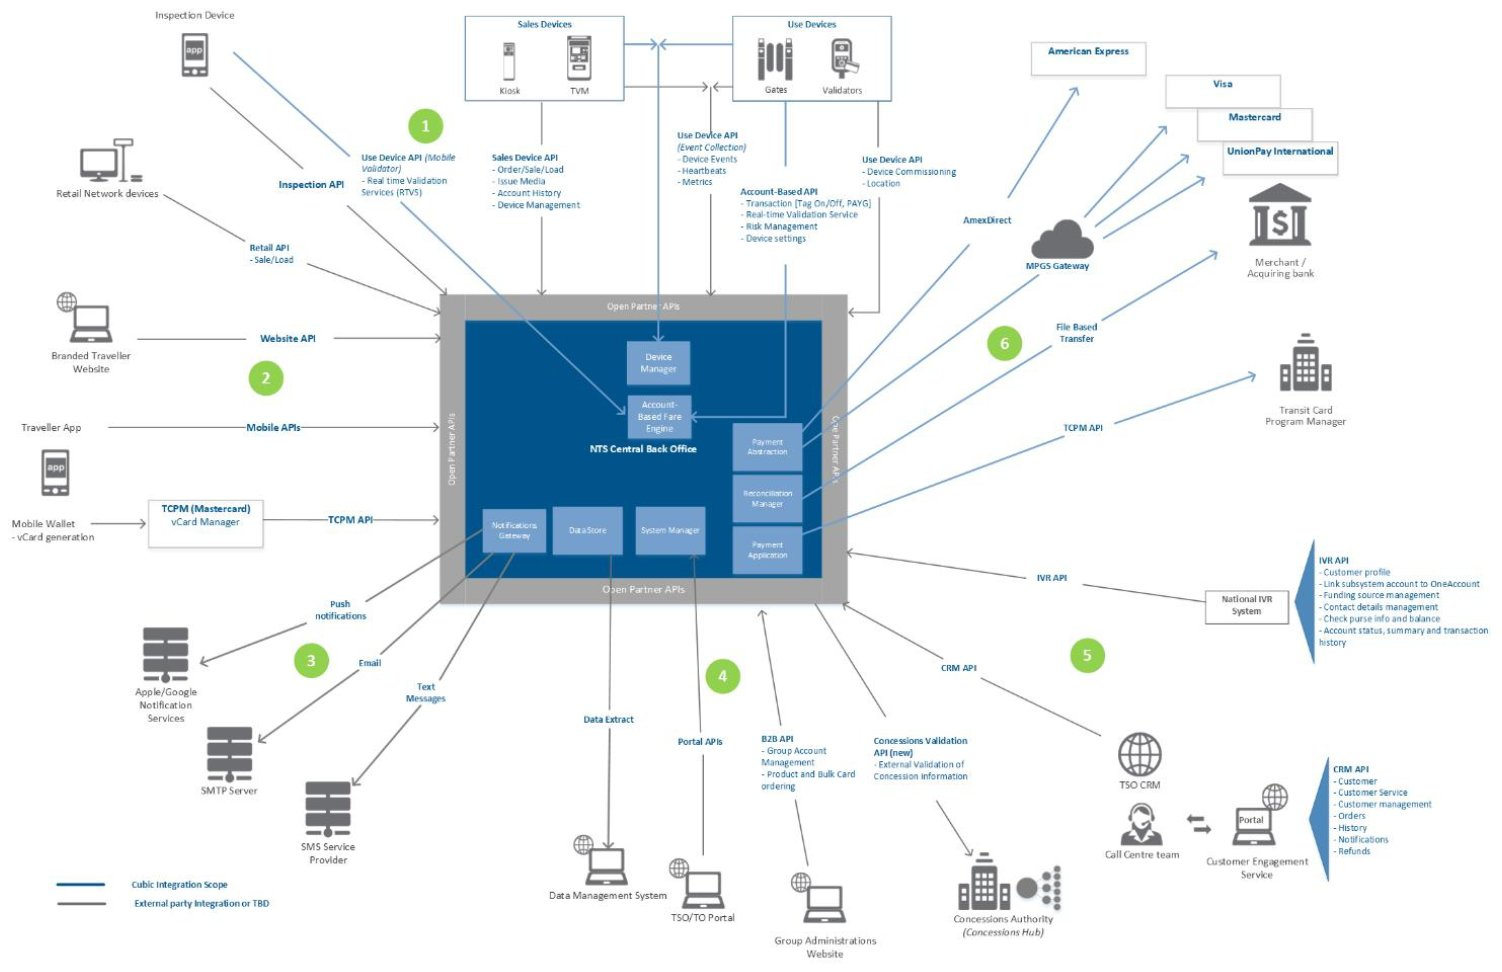 Inspection Device
app
Sales Devices
Kiosk
TVM
Use Devices
Gates
Validators
American Express
Visa
Mastercard
UnionPay International
1
Retail Network devices
Inspection API
Use Device API (Mobile
Validator)
- Real time Validation
Services (RTVS)
Sales Device API
- Order/Sale/Load
- Issue Media
- Account History
- Device Management
Use Device API
(Event Collection)
- Device Events
- Heartbeats
- Metrics
Account-Based API
- Transaction [Tag On/Off, PAYG]
- Real-time Validation Service
- Risk Management
- Device settings
Use Device API
- Device Commissioning
- Location
AmexDirect
MPGS Gateway
Merchant /
Acquiring bank
Retail API
- Sale/Load
Branded Traveller
Website
Website API
2
Open Partner APIs
Open Partner APIs
One Partner APIs
Open Partner APIs
Device
Manager
Account-
Based Fare
Engine
NTS Central Back Office
Payment
Abstraction
Reconciliation
Manager
Payment
Application
Notifications
Gateway
Data Store
System Manager
File Based
Transfer
6
Transit Card
Program Manager
TCPM API
Traveller App
app
Mobile APIs
Mobile Wallet
- vCard generation
TCPM (Mastercard)
vCard Manager
TCPM API
Push
notifications
3
Email
Text
Messages
Apple/Google
Notification
Services
SMTP Server
SMS Service
Provider
Data Extract
4
Portal APIs
B2B API
- Group Account
Management
- Product and Bulk Card
ordering
Concessions Validation
API (new)
- External Validation of
Concession information
Data Management System
TSO/TO Portal
Group Administrations
Website
Concessions Authority
(Concessions Hub)
IVR API
National IVR
System
IVR API
- Customer profile
- Link subsystem account to OneAccount
- Funding source management
- Contact details management
- Check purse info and balance
- Account status, summary and transaction
history
5
CRM API
TSO CRM
Call Centre team
Portal
Customer Engagement
Service
CRM API
- Customer
- Customer Service
- Customer management
- Orders
- History
- Notifications
- Refunds
Cubic Integration Scope
External party Integration or TBD